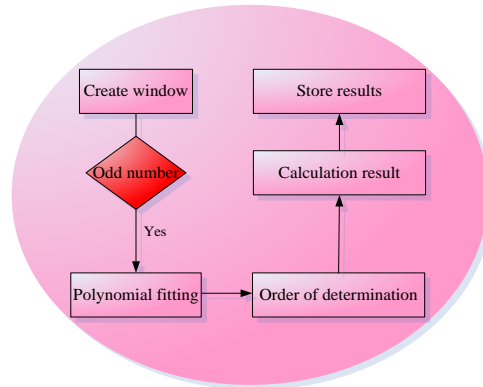 Create window
Odd number
Yes
Polynomial fitting
Order of determination
Calculation result
Store results